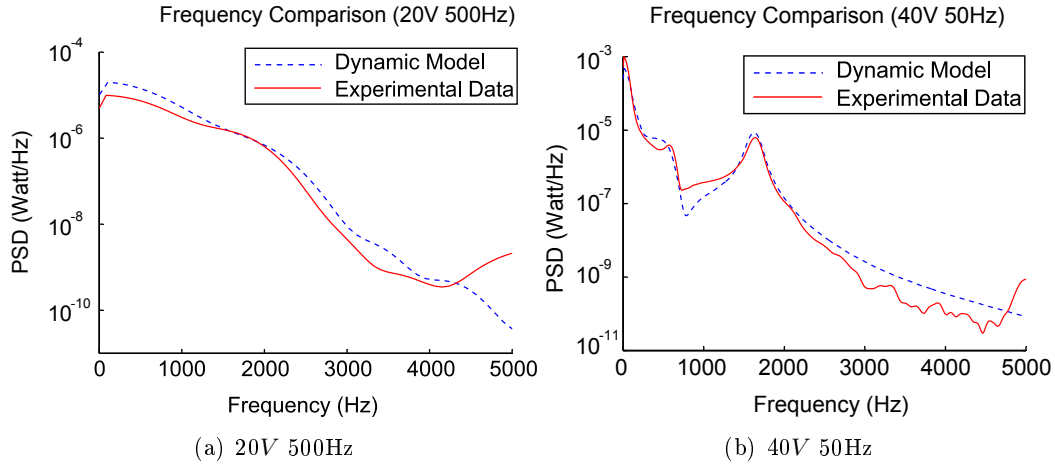 Frequency Comparison (20V 500Hz)
Dynamic Model
Experimental Data
10^-4
10^-6
10^-8
10^-10
PSD (Watt/Hz)
0 1000 2000 3000 4000 5000
Frequency (Hz)
(a) 20V 500Hz
Frequency Comparison (40V 50Hz)
Dynamic Model
Experimental Data
10^-3
10^-5
10^-7
10^-9
10^-11
PSD (Watt/Hz)
0 1000 2000 3000 4000 5000
Frequency (Hz)
(b) 40V 50Hz